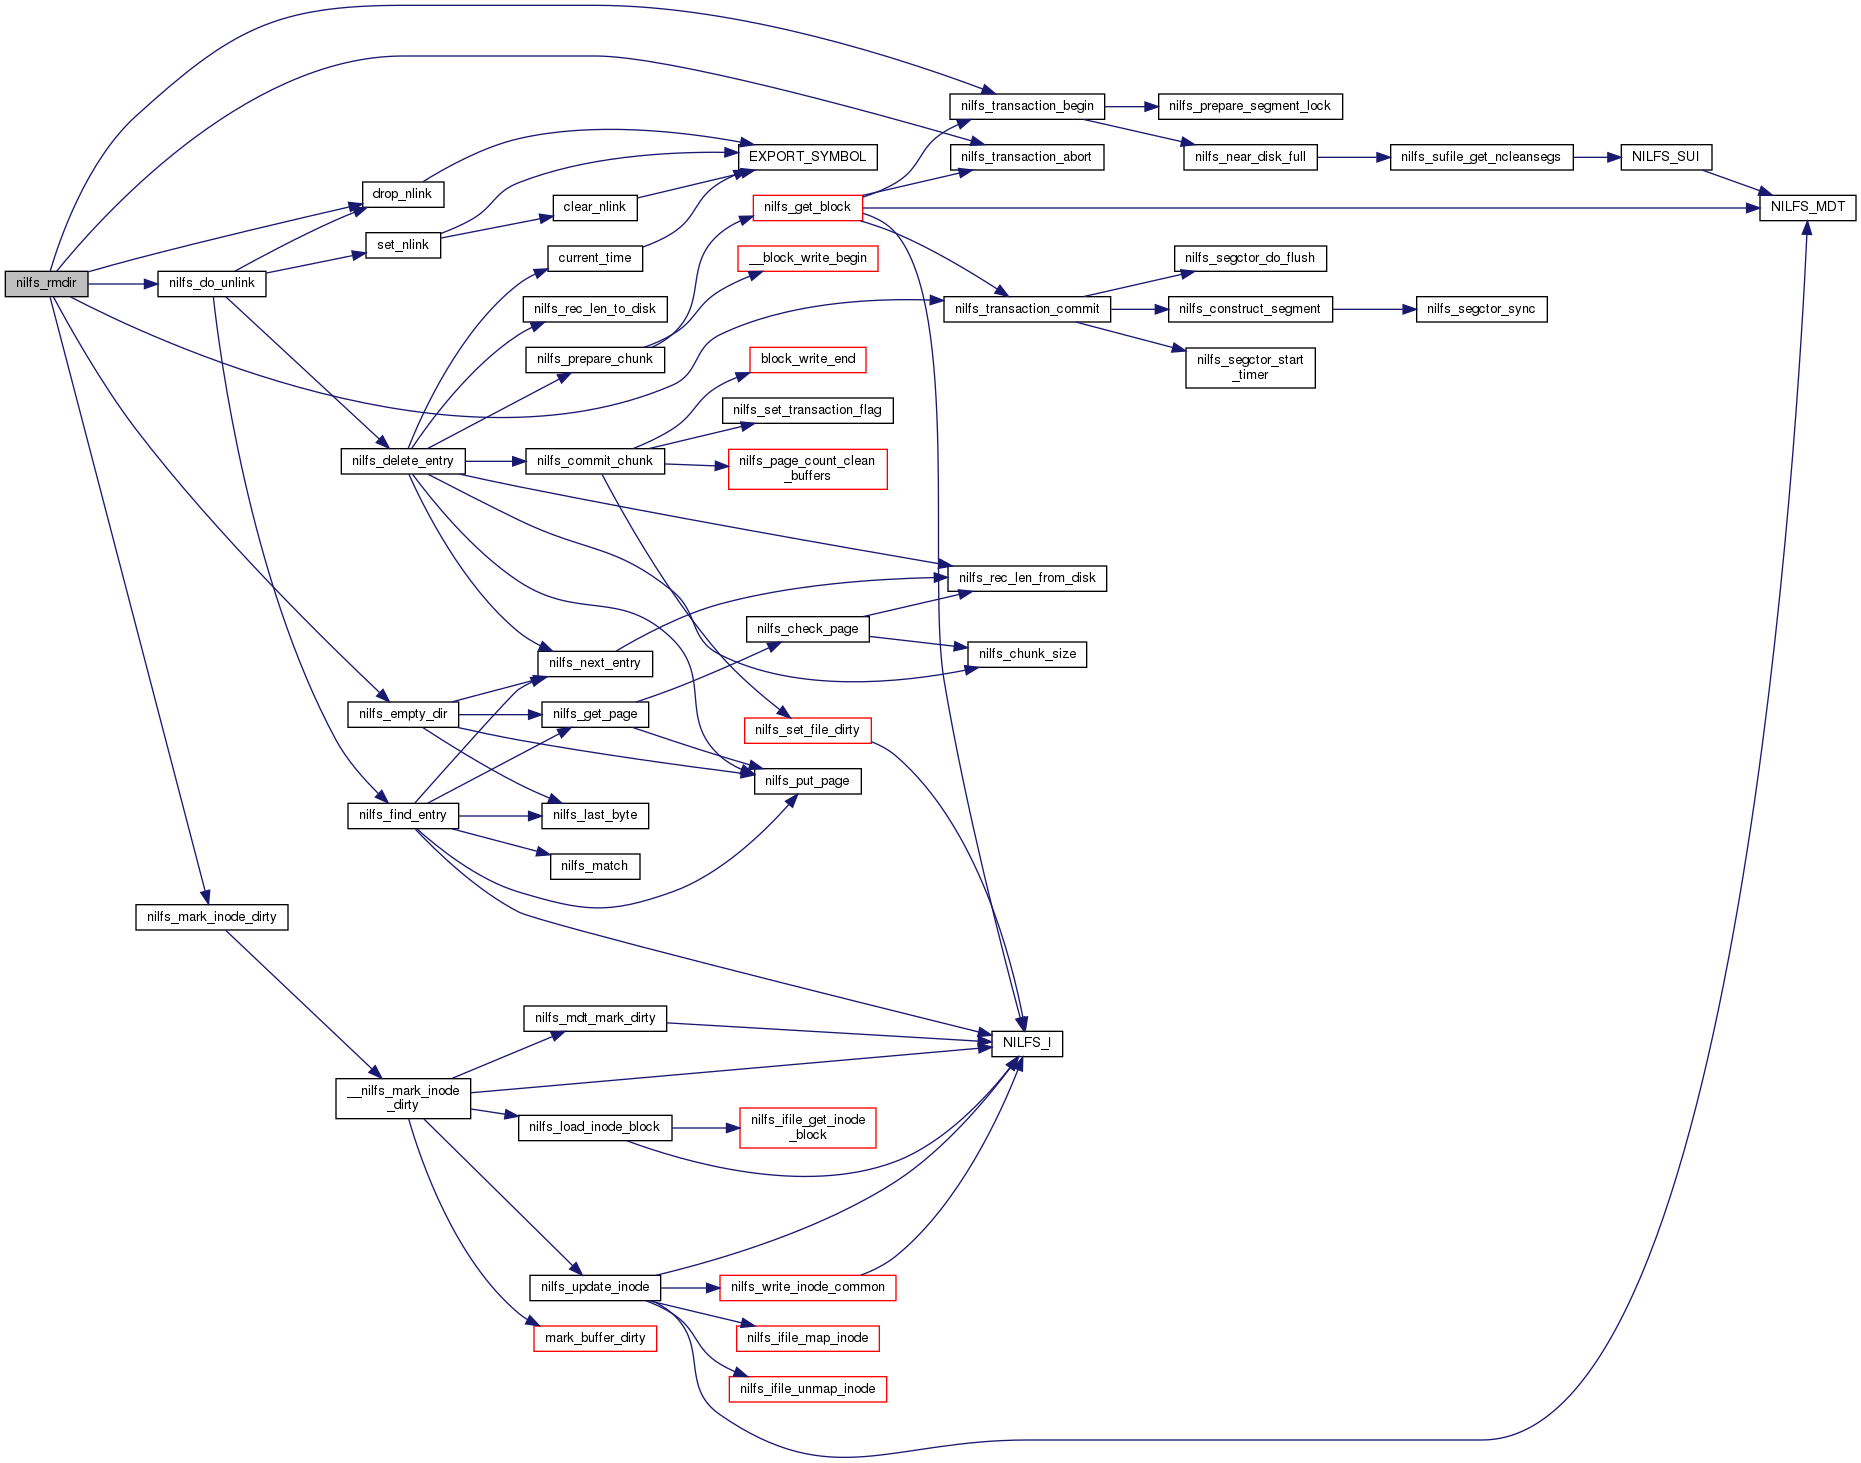 nilfs_rmdir
nilfs_do_unlink
nilfs_mark_inode_dirty
drop_nlink
set_nlink
nilfs_delete_entry
nilfs_empty_dir
nilfs_find_entry
__nilfs_mark_inode
_dirty
clear_nlink
current_time
nilfs_rec_len_to_disk
nilfs_prepare_chunk
nilfs_commit_chunk
nilfs_next_entry
nilfs_get_page
nilfs_last_byte
nilfs_match
nilfs_mdt_mark_dirty
nilfs_load_inode_block
nilfs_update_inode
mark_buffer_dirty
EXPORT_SYMBOL
nilfs_get_block
__block_write_begin
block_write_end
nilfs_set_transaction_flag
nilfs_page_count_clean
_buffers
nilfs_check_page
nilfs_set_file_dirty
nilfs_put_page
nilfs_ifile_get_inode
_block
nilfs_write_inode_common
nilfs_ifile_map_inode
nilfs_ifile_unmap_inode
nilfs_transaction_begin
nilfs_transaction_abort
nilfs_transaction_commit
nilfs_rec_len_from_disk
nilfs_chunk_size
NILFS_I
nilfs_prepare_segment_lock
nilfs_near_disk_full
nilfs_segctor_do_flush
nilfs_construct_segment
nilfs_segctor_start
_timer
nilfs_sufile_get_ncleansegs
nilfs_segctor_sync
NILFS_SUI
NILFS_MDT